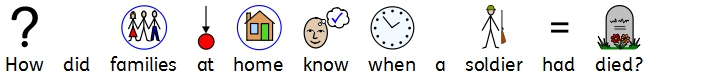 How did families at home know when a soldier had died?